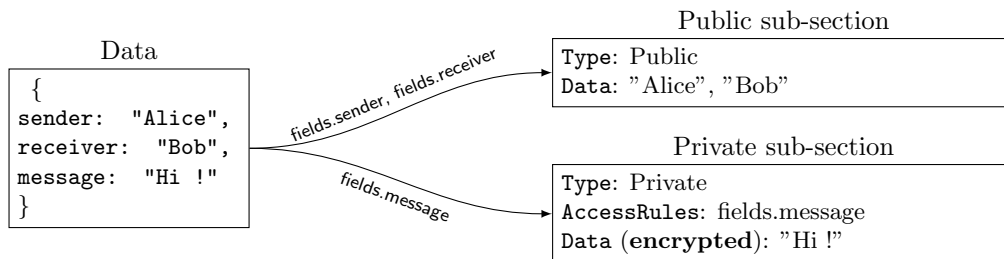 Data
{
sender: "Alice",
receiver: "Bob",
message: "Hi !"
}
fields.sender, fields.receiver
fields.message
Public sub-section
Type: Public
Data: ”Alice”, ”Bob”
Private sub-section
Type: Private
AccessRules: fields.message
Data (encrypted): ”Hi !”